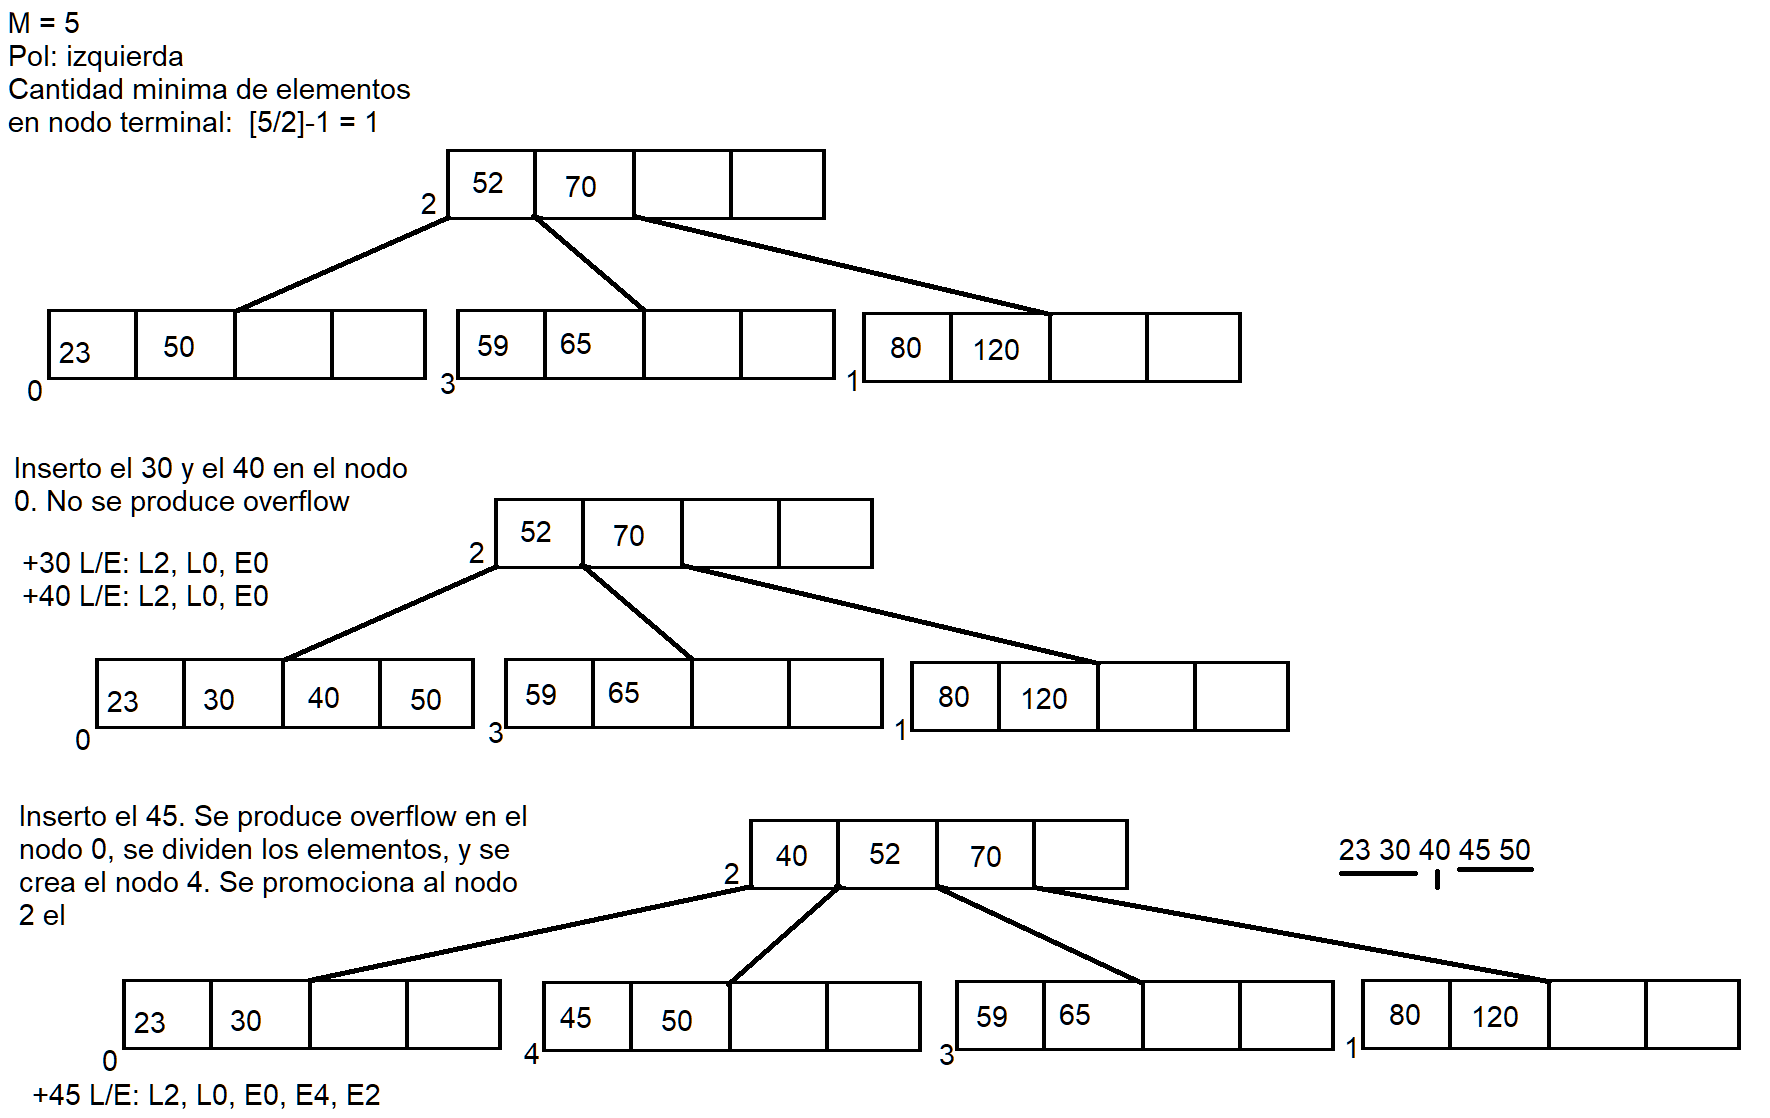 M = 5
Pol: izquierda
Cantidad minima de elementos
en nodo terminal:  [5/2]-1 = 1
2 52 70
23 50 59 65 80 120
0 3 1
Inserto el 30 y el 40 en el nodo
0. No se produce overflow
+30 L/E: L2, L0, E0
+40 L/E: L2, L0, E0
2 52 70
23 30 40 50 59 65 80 120
0 3 1
Inserto el 45. Se produce overflow en el
nodo 0, se dividen los elementos, y se
crea el nodo 4. Se promociona al nodo
2 el
2 40 52 70
23 30 40 45 50
23 30 45 50 59 65 80 120
0 4 3 1
+45 L/E: L2, L0, E0, E4, E2